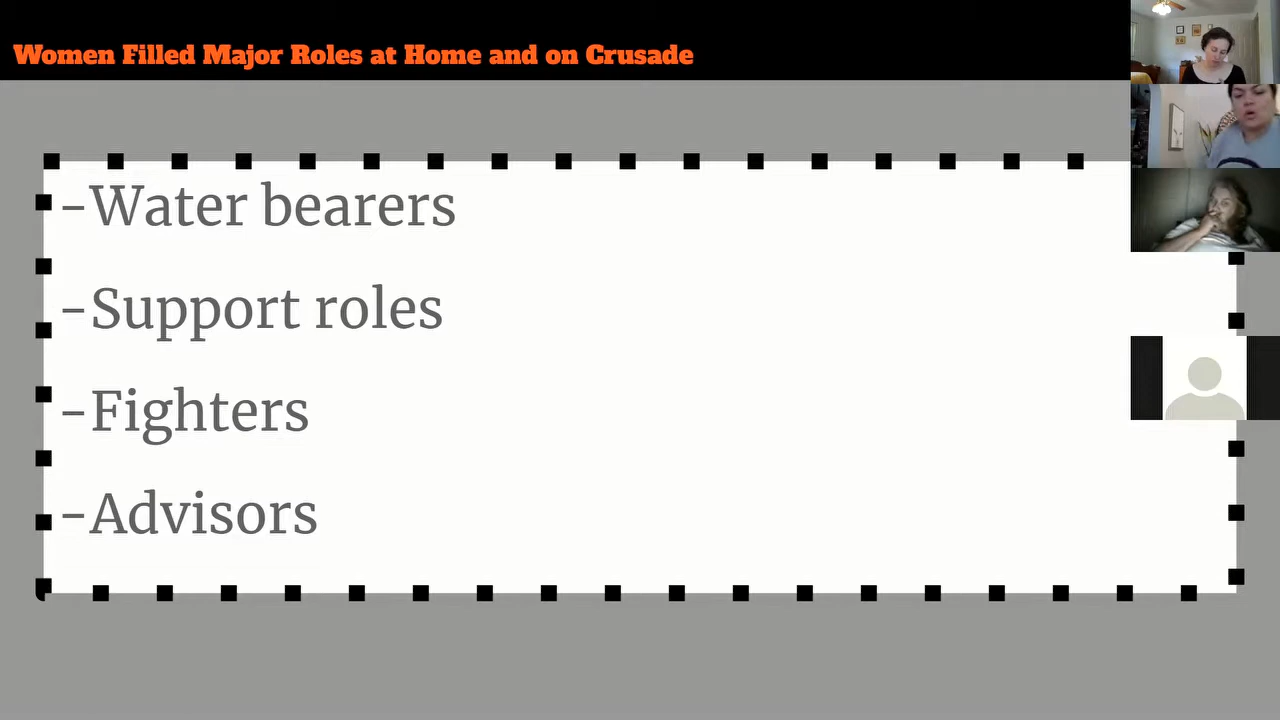 Women Filled Major Roles at Home and on Crusade
-Water bearers
-Support roles
-Fighters
-Advisors